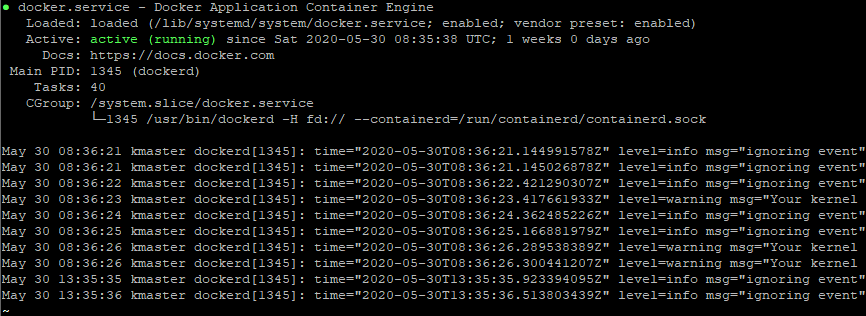 ● docker.service - Docker Application Container Engine
Loaded: loaded (/lib/systemd/system/docker.service; enabled; vendor preset: enabled)
Active: active (running) since Sat 2020-05-30 08:35:38 UTC; 1 weeks 0 days ago
Docs: https://docs.docker.com
Main PID: 1345 (dockerd)
Tasks: 40
CGroup: /system.slice/docker.service
└─1345 /usr/bin/dockerd -H fd:// --containerd=/run/containerd/containerd.sock
May 30 08:36:21 kmaster dockerd[1345]: time="2020-05-30T08:36:21.144991578Z" level=info msg="ignoring event"
May 30 08:36:21 kmaster dockerd[1345]: time="2020-05-30T08:36:21.145026878Z" level=info msg="ignoring event"
May 30 08:36:22 kmaster dockerd[1345]: time="2020-05-30T08:36:22.421290307Z" level=info msg="ignoring event"
May 30 08:36:23 kmaster dockerd[1345]: time="2020-05-30T08:36:23.417661933Z" level=warning msg="Your kernel
May 30 08:36:24 kmaster dockerd[1345]: time="2020-05-30T08:36:24.362485226Z" level=info msg="ignoring event"
May 30 08:36:25 kmaster dockerd[1345]: time="2020-05-30T08:36:25.166881979Z" level=info msg="ignoring event"
May 30 08:36:26 kmaster dockerd[1345]: time="2020-05-30T08:36:26.289538389Z" level=warning msg="Your kernel
May 30 08:36:26 kmaster dockerd[1345]: time="2020-05-30T08:36:26.300441207Z" level=warning msg="Your kernel
May 30 13:35:35 kmaster dockerd[1345]: time="2020-05-30T13:35:35.923394095Z" level=info msg="ignoring event"
May 30 13:35:36 kmaster dockerd[1345]: time="2020-05-30T13:35:36.513803439Z" level=info msg="ignoring event"
~